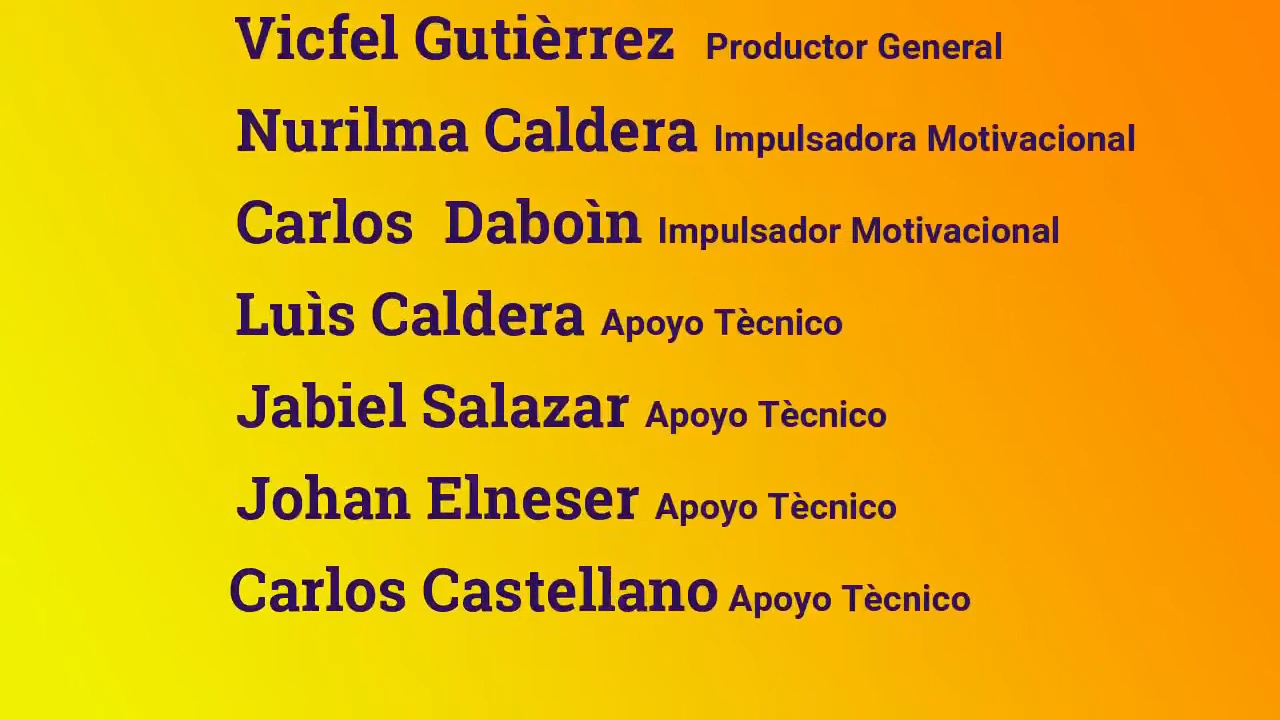 Vicfel Gutièrrez Productor General
Nurilma Caldera Impulsadora Motivacional
Carlos Daboìn Impulsador Motivacional
Luìs Caldera Apoyo Tècnico
Jabiel Salazar Apoyo Tècnico
Johan Elneser Apoyo Tècnico
Carlos Castellano Apoyo Tècnico